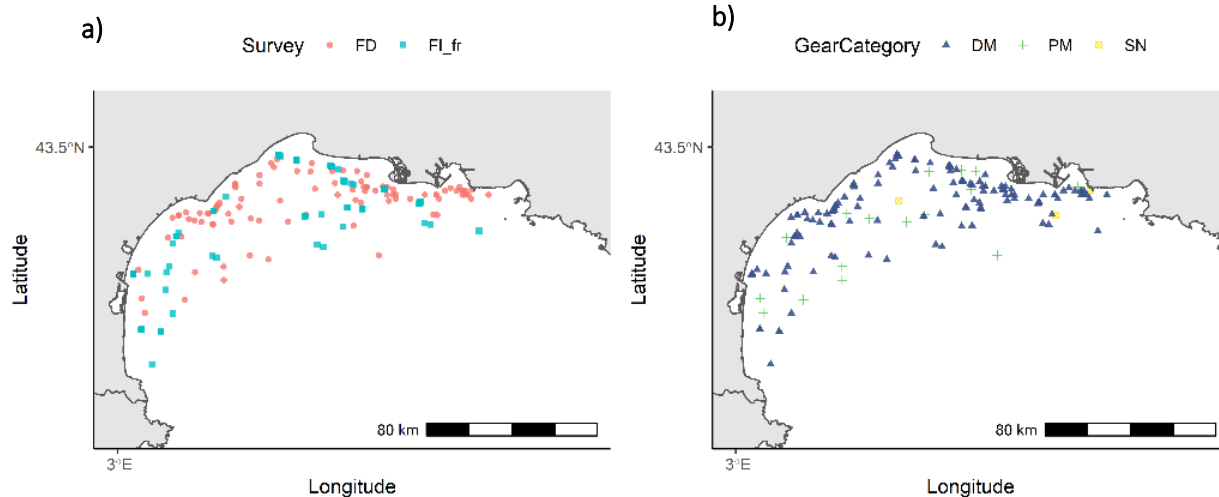 a)
Survey FD FI_fr
43.5°N
Latitude
80 km
3°E
Longitude
b)
GearCategory DM PM SN
43.5°N
Latitude
80 km
3°E
Longitude